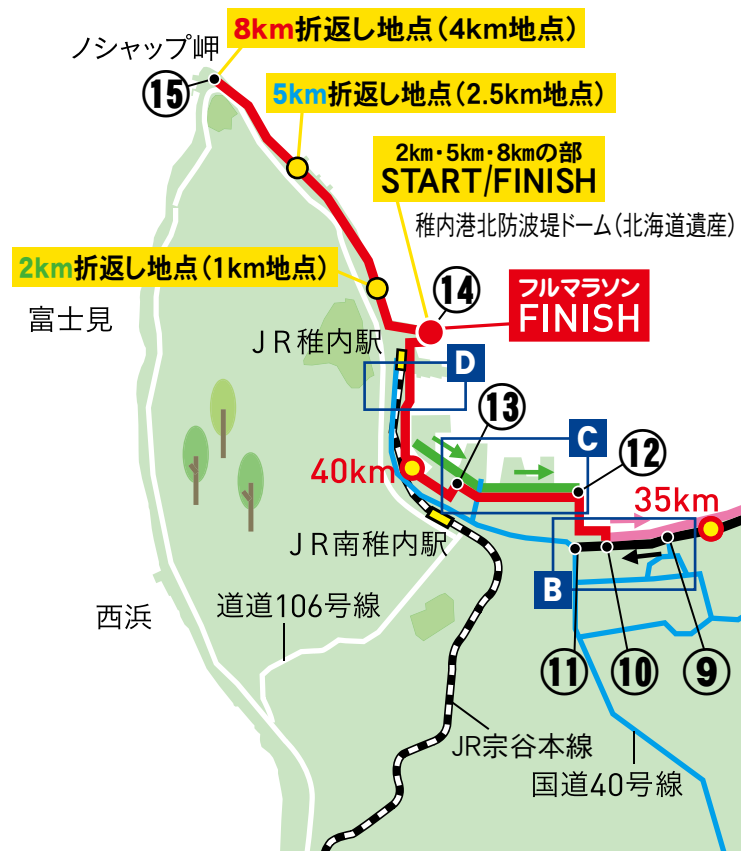 8km折返し地点(4km地点)
ノシャップ岬
⑮
5km折返し地点(2.5km地点)
2km・5km・8kmの部
START/FINISH
稚内港北防波堤ドーム(北海道遺産)
2km折返し地点(1km地点)
⑭
フルマラソン
FINISH
富士見
JR稚内駅
D
⑬
C
⑫
40km
35km
JR南稚内駅
B
西浜
道道106号線
⑪
⑩
⑨
JR宗谷本線
国道40号線